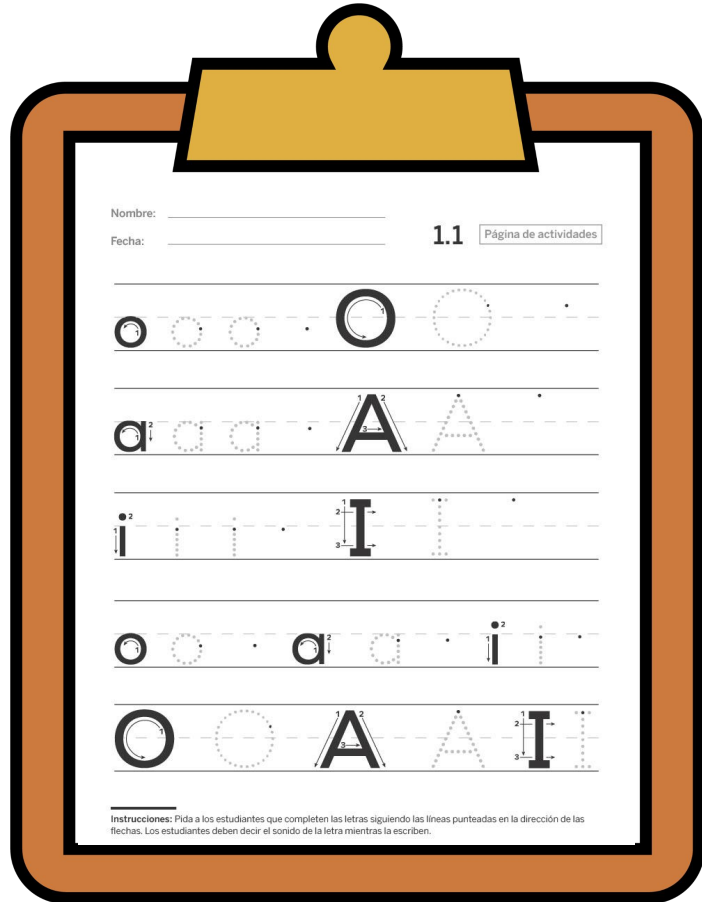 Nombre:
Fecha:
1.1 Página de actividades
o o o O O
a a a A A
i i i I I
o o a a i i
O O A A I I
Instrucciones: Pida a los estudiantes que completen las letras siguiendo las líneas punteadas en la dirección de las
flechas. Los estudiantes deben decir el sonido de la letra mientras la escriben.